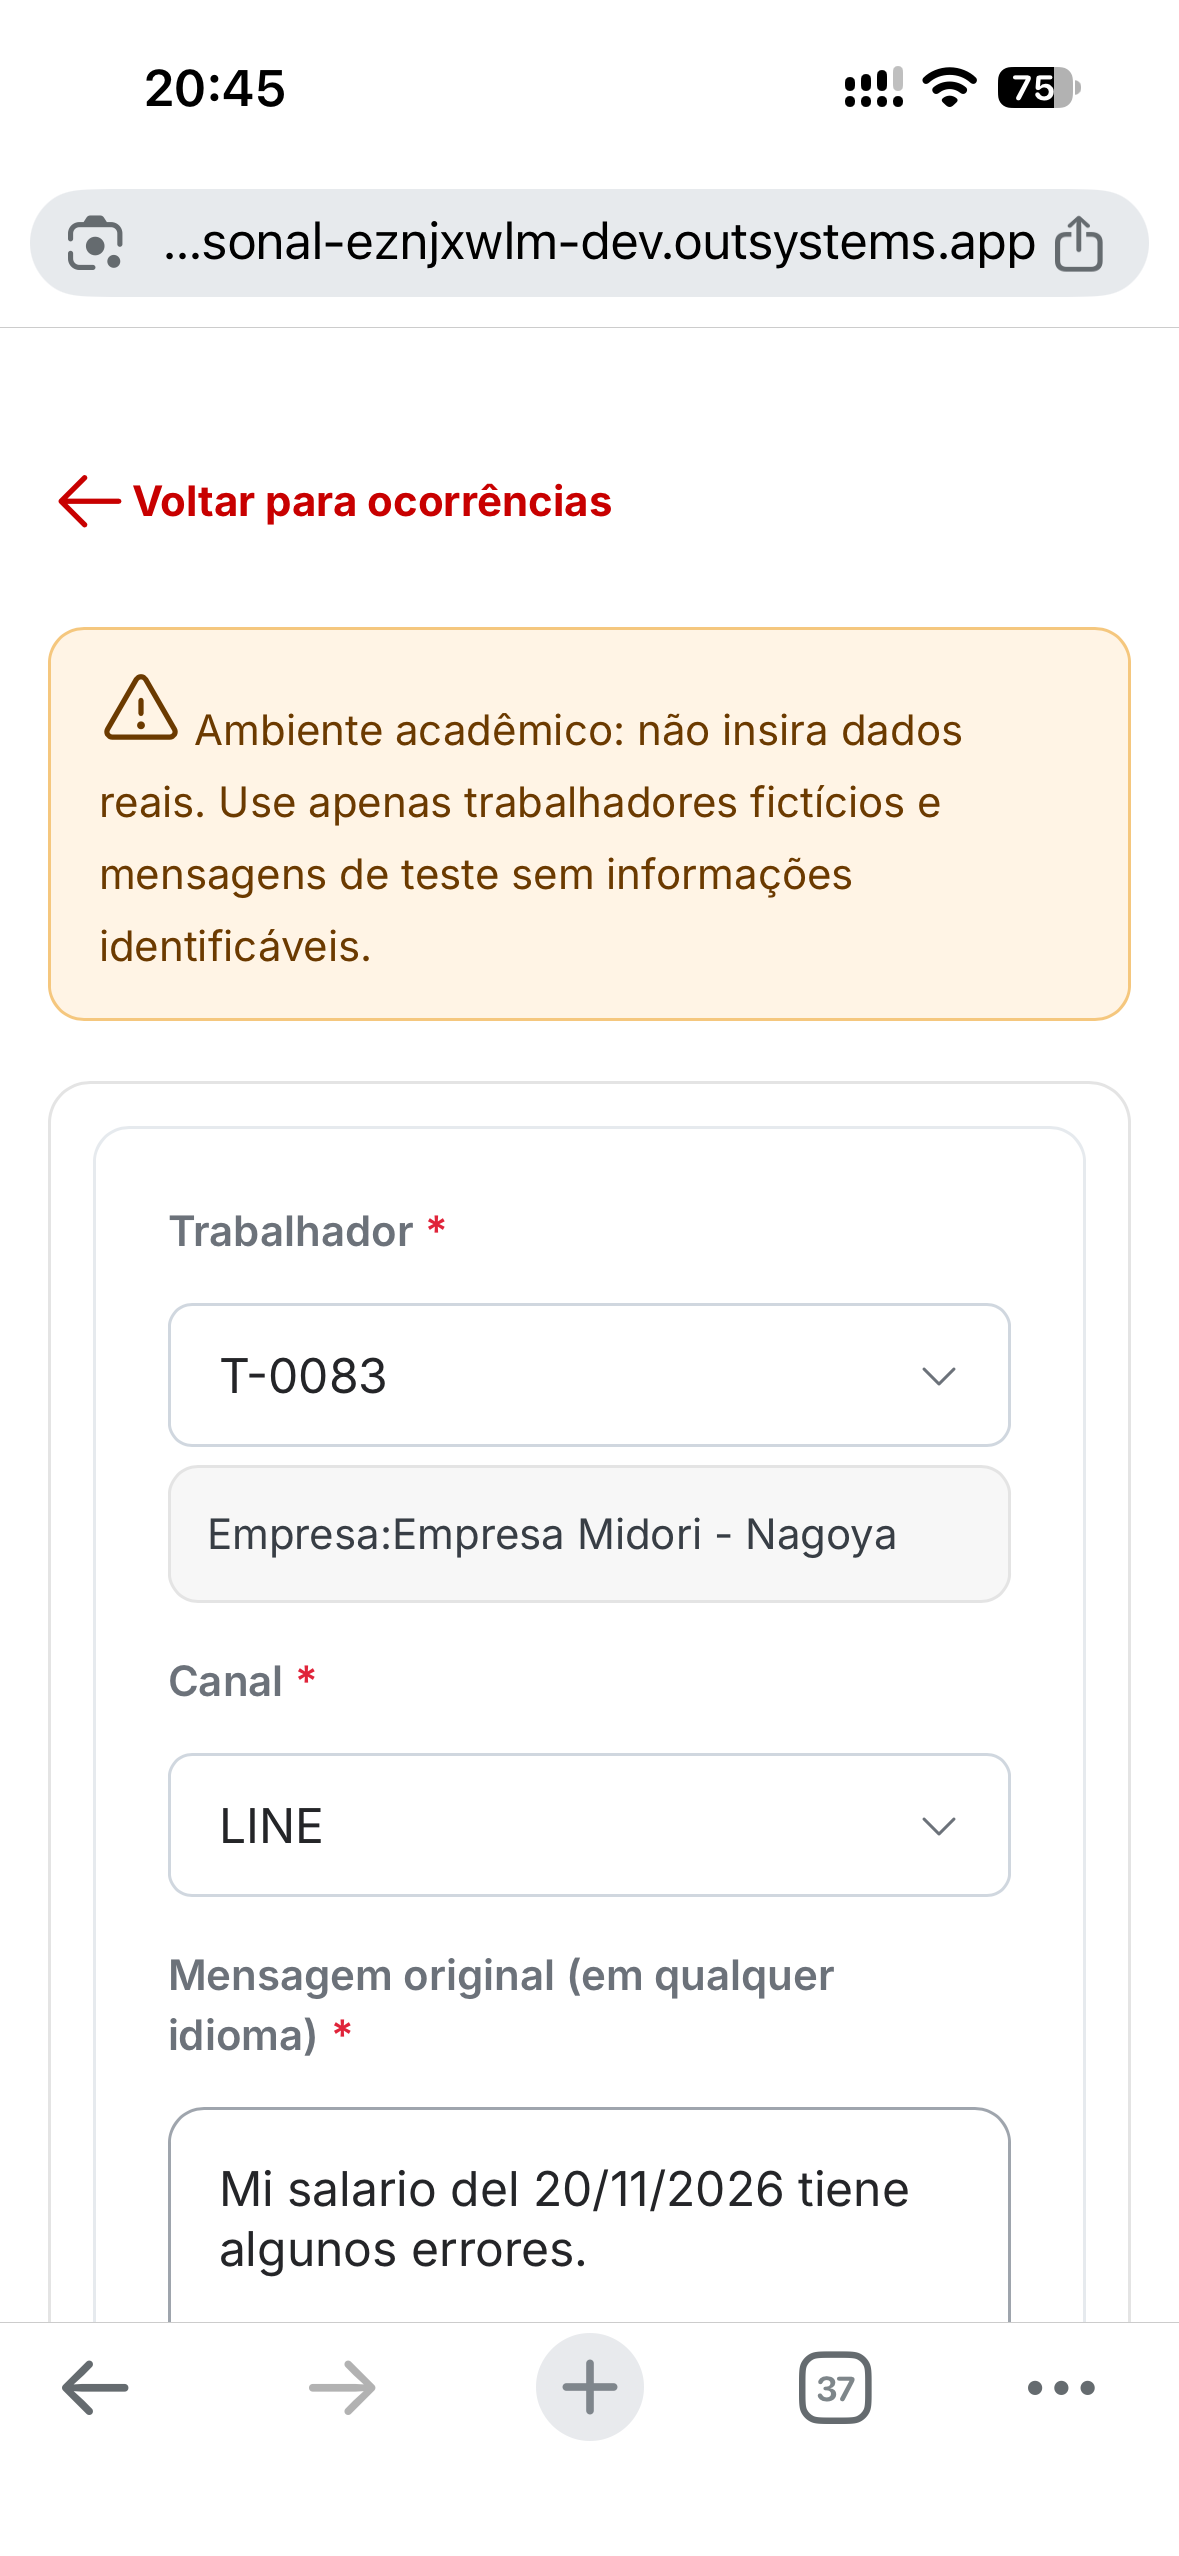 20:45
75
...sonal-eznjxwlm-dev.outsystems.app
Voltar para ocorrências
Ambiente acadêmico: não insira dados
reais. Use apenas trabalhadores fictícios e
mensagens de teste sem informações
identificáveis.
Trabalhador *
T-0083
Empresa:Empresa Midori - Nagoya
Canal *
LINE
Mensagem original (em qualquer
idioma) *
Mi salario del 20/11/2026 tiene
algunos errores.
37